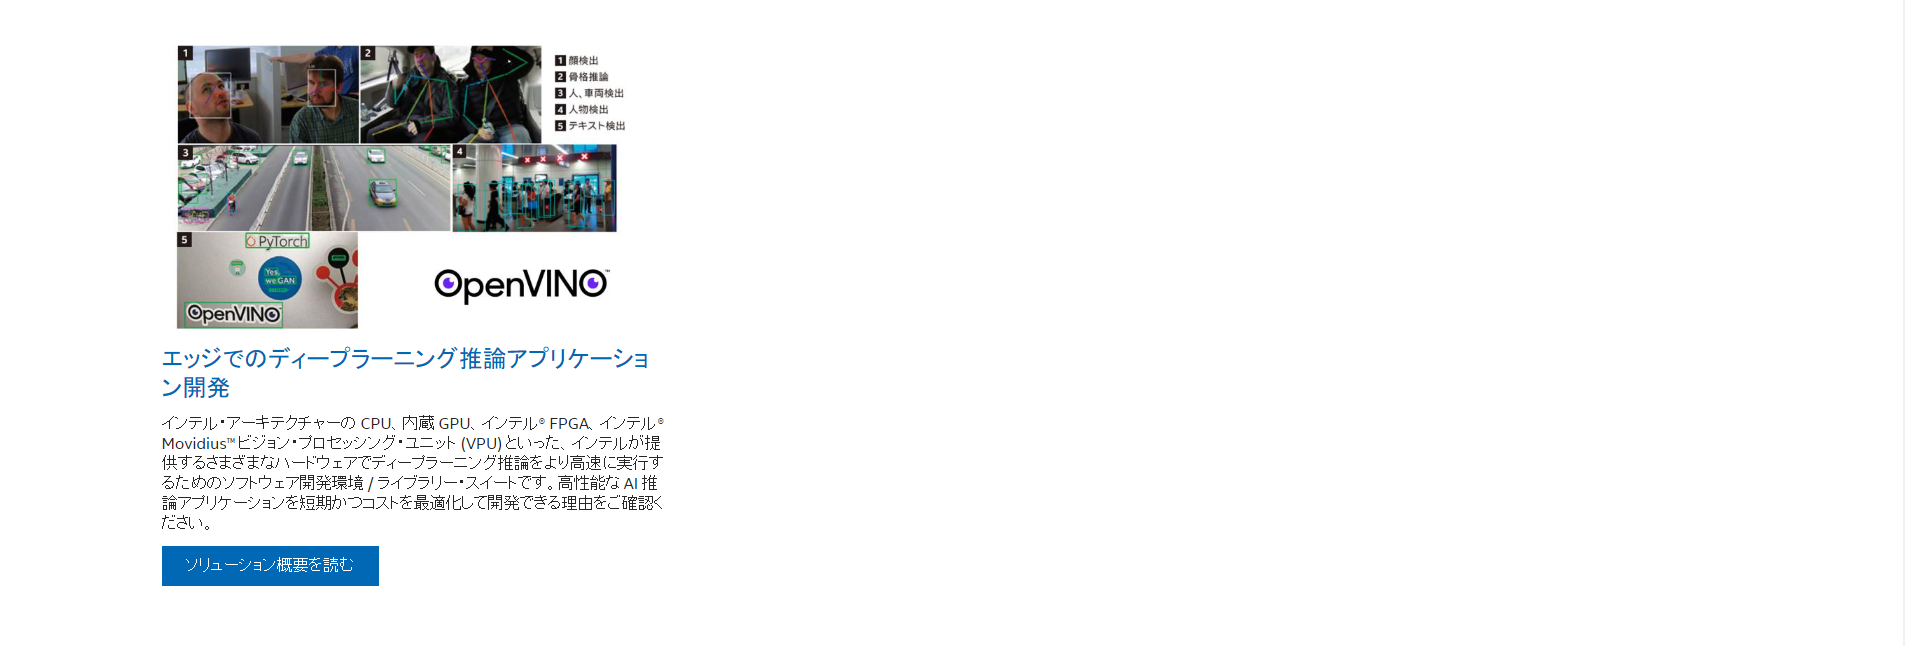 1
2
1 顔検出
2 骨格推論
3 人、車両検出
4 人物検出
5 テキスト検出
3
4
5
PyTorch
Yes,
we GAN
OpenVINO
OpenVINO™
エッジでのディープラーニング推論アプリケーショ
ン開発
インテル・アーキテクチャーの CPU、内蔵 GPU、インテル® FPGA、インテル®
Movidius™ ビジョン・プロセッシング・ユニット (VPU) といった、インテルが提
供するさまざまなハードウェアでディープラーニング推論をより高速に実行す
るためのソフトウェア開発環境 / ライブラリー・スイートです。高性能な AI 推
論アプリケーションを短期かつコストを最適化して開発できる理由をご確認く
ださい。
ソリューション概要を読む